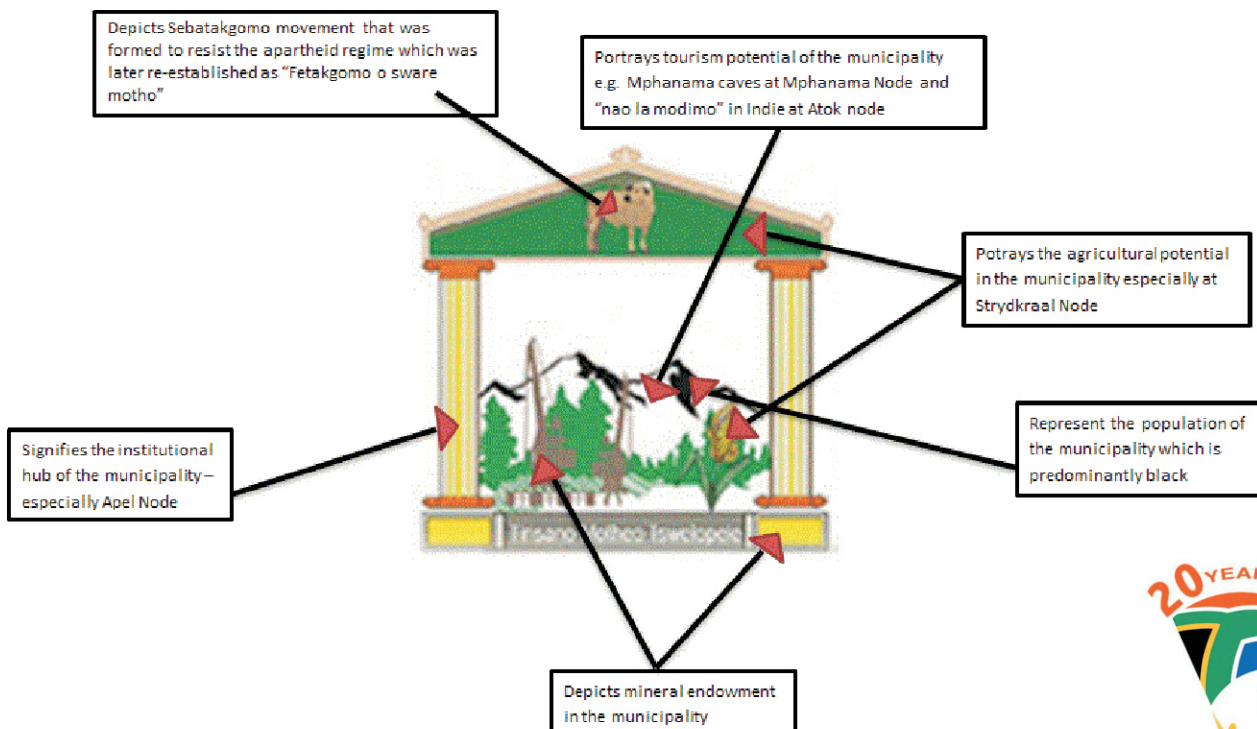 Depicts Sebatakgomo movement that was
formed to resist the apartheid regime which was
later re-established as “Fetakgomo o sware
motho”
Portrays tourism potential of the municipality
e.g. Mphanama caves at Mphanama Node and
“nao la modimo” in Indie at Atok node
Potrays the agricultural potential
in the municipality especially at
Strydkraal Node
Represent the population of
the municipality which is
predominantly black
Signifies the institutional
hub of the municipality –
especially Apel Node
Depicts mineral endowment
in the municipality
20 YEA